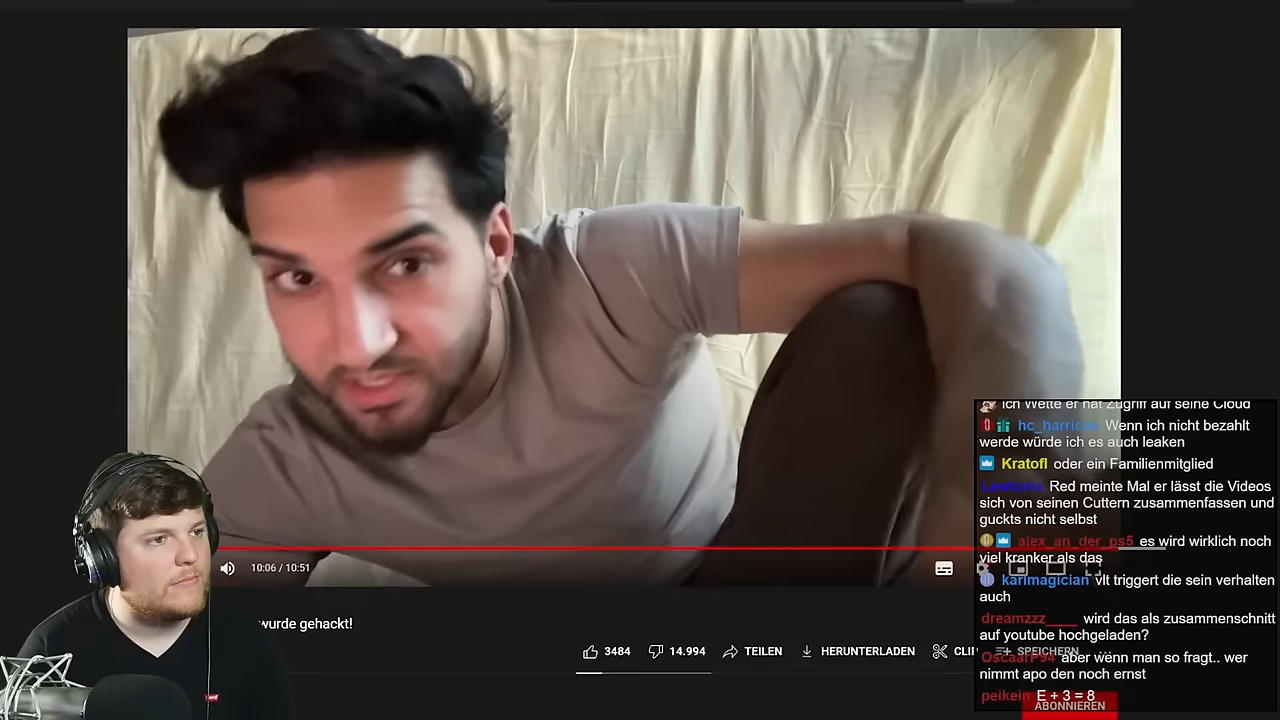 ich Wette er hat Zugriff auf seine Cloud
Wenn ich nicht bezahlt
werde würde ich es auch leaken
Kratofl oder ein Familienmitglied
Red meinte Mal er lässt die Videos
sich von seinen Cuttern zusammenfassen und
guckts nicht selbst
alex_an_der_ps5 es wird wirklich noch
viel kranker als das
10:06 / 10:51
karlmagician vlt triggert die sein verhalten
auch
dreamzzz____ wird das als zusammenschnitt
auf youtube hochgeladen?
wurde gehackt!
3484 14.994 TEILEN HERUNTERLADEN CLIP SPEICHERN
OscaarP94 aber wenn man so fragt.. wer
nimmt apo den noch ernst
peikein E + 3 = 8
ABONNIEREN